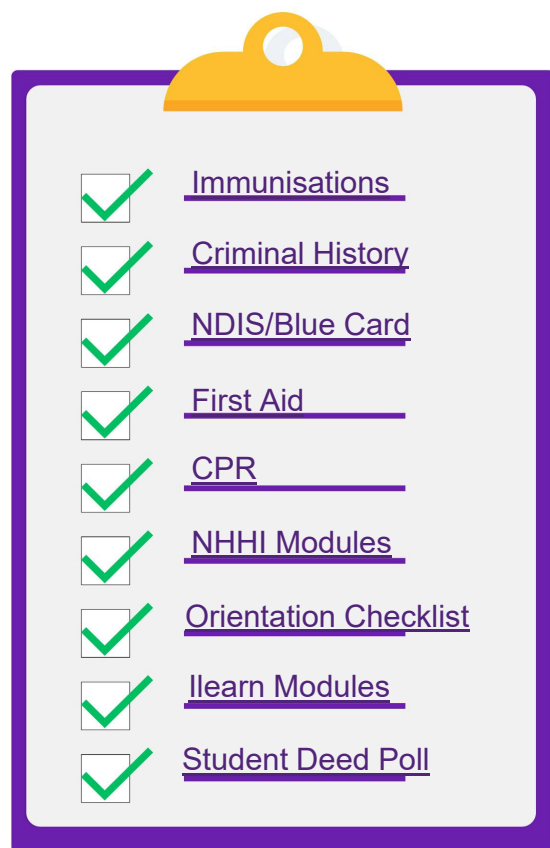 Immunisations
Criminal History
NDIS/Blue Card
First Aid
CPR
NHHI Modules
Orientation Checklist
Ilearn Modules
Student Deed Poll